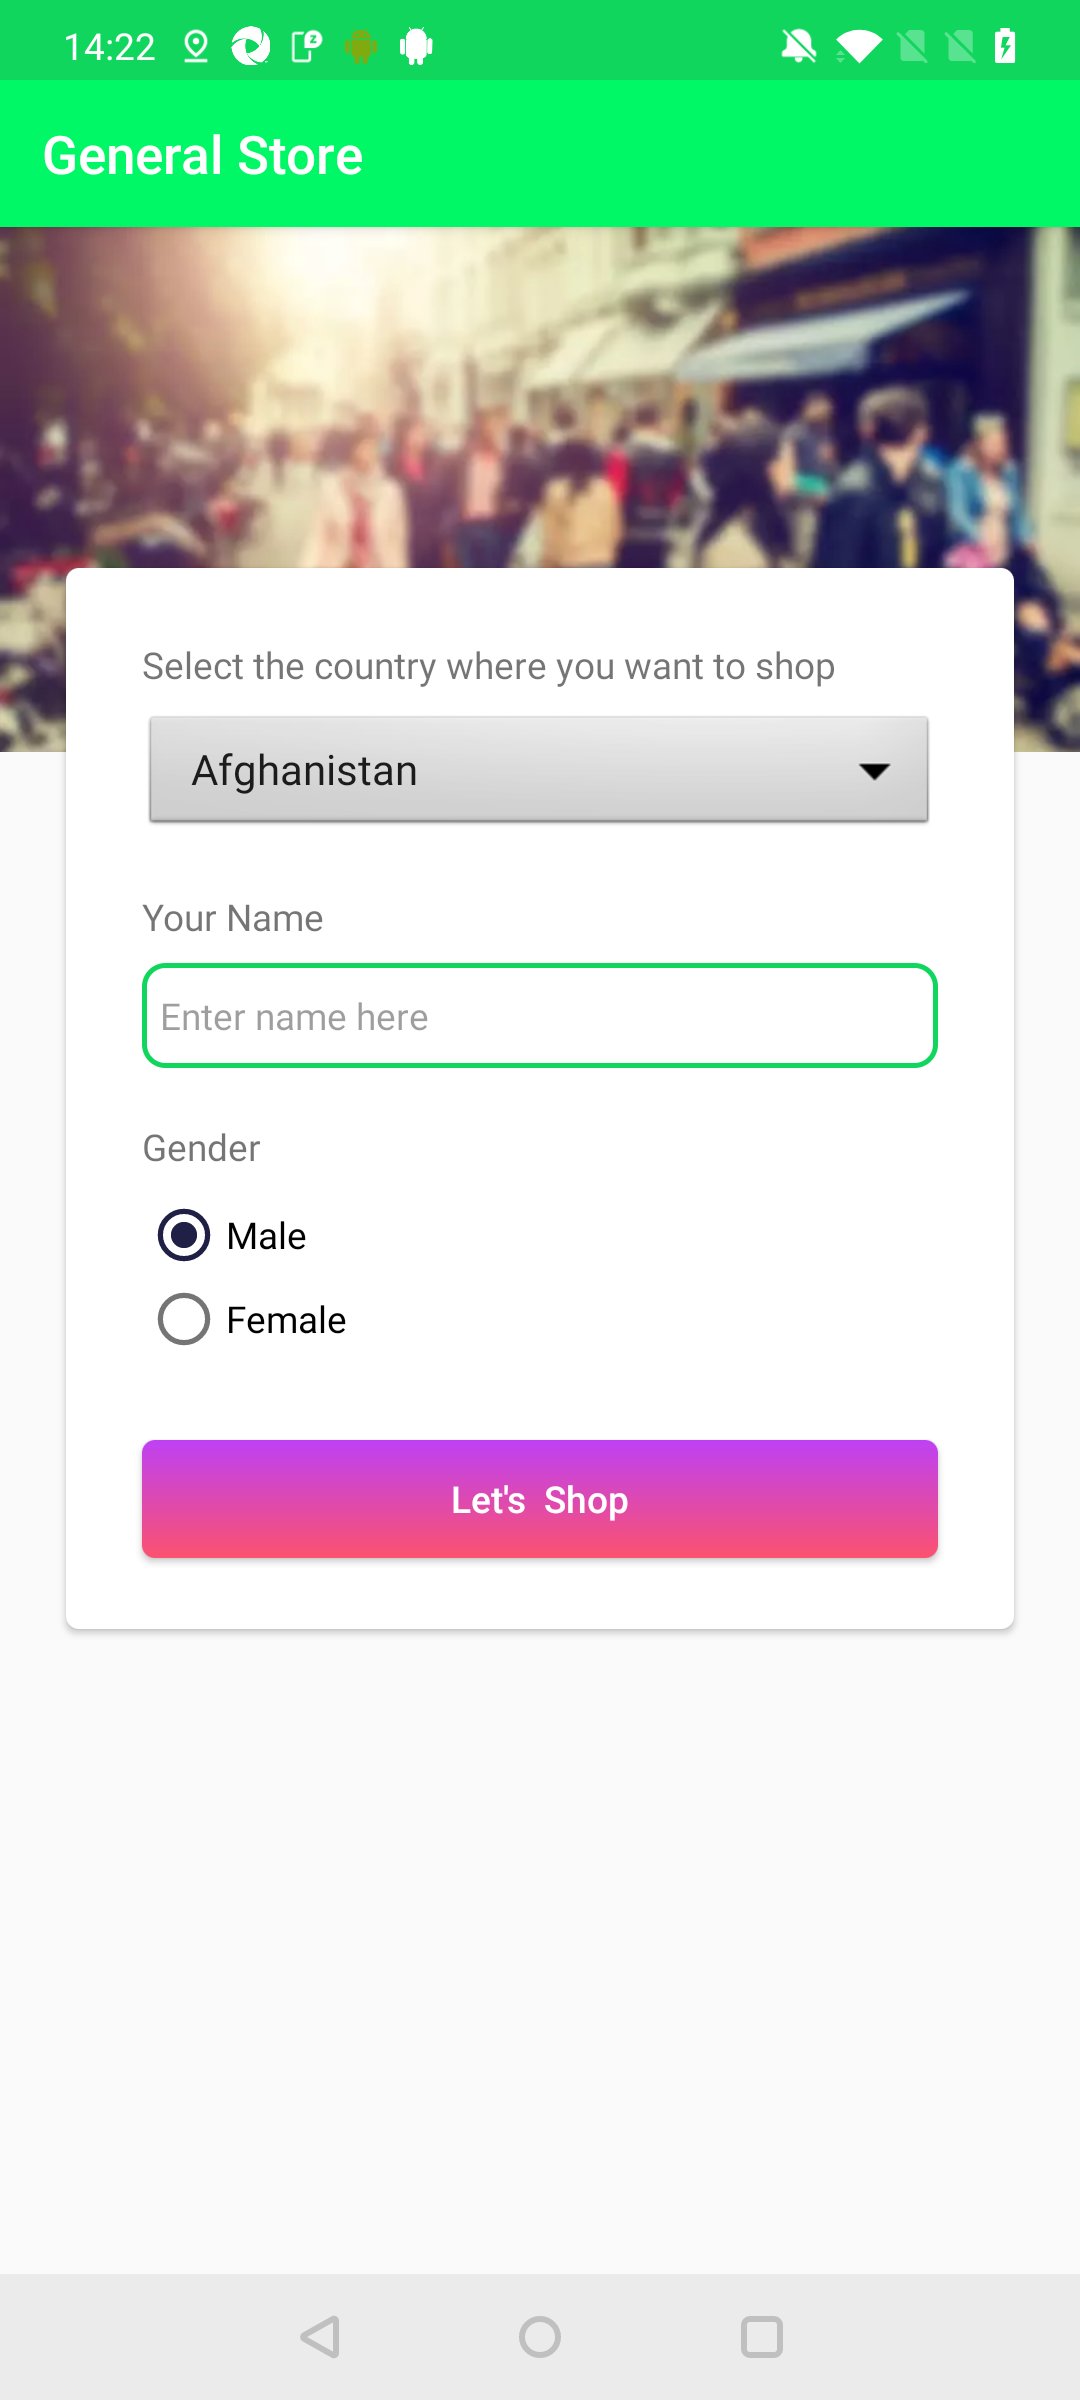 14:22
General Store
Select the country where you want to shop
Afghanistan
Your Name
Enter name here
Gender
Male
Female
Let's  Shop